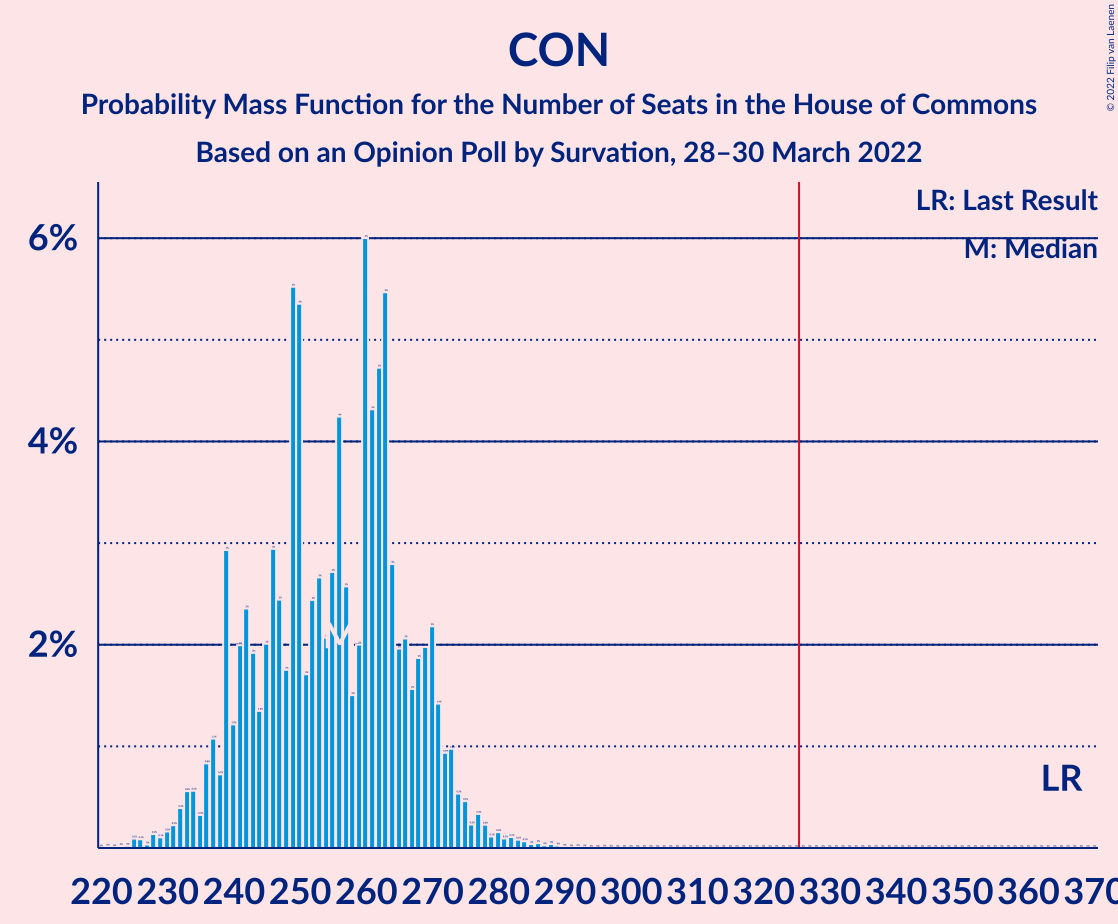 CON
Probability Mass Function for the Number of Seats in the House of Commons
Based on an Opinion Poll by Survation, 28–30 March 2022
© 2022 Filip van Laenen
LR: Last Result
M: Median
6%
4%
2%
M
LR
220 230 240 250 260 270 280 290 300 310 320 330 340 350 360 370